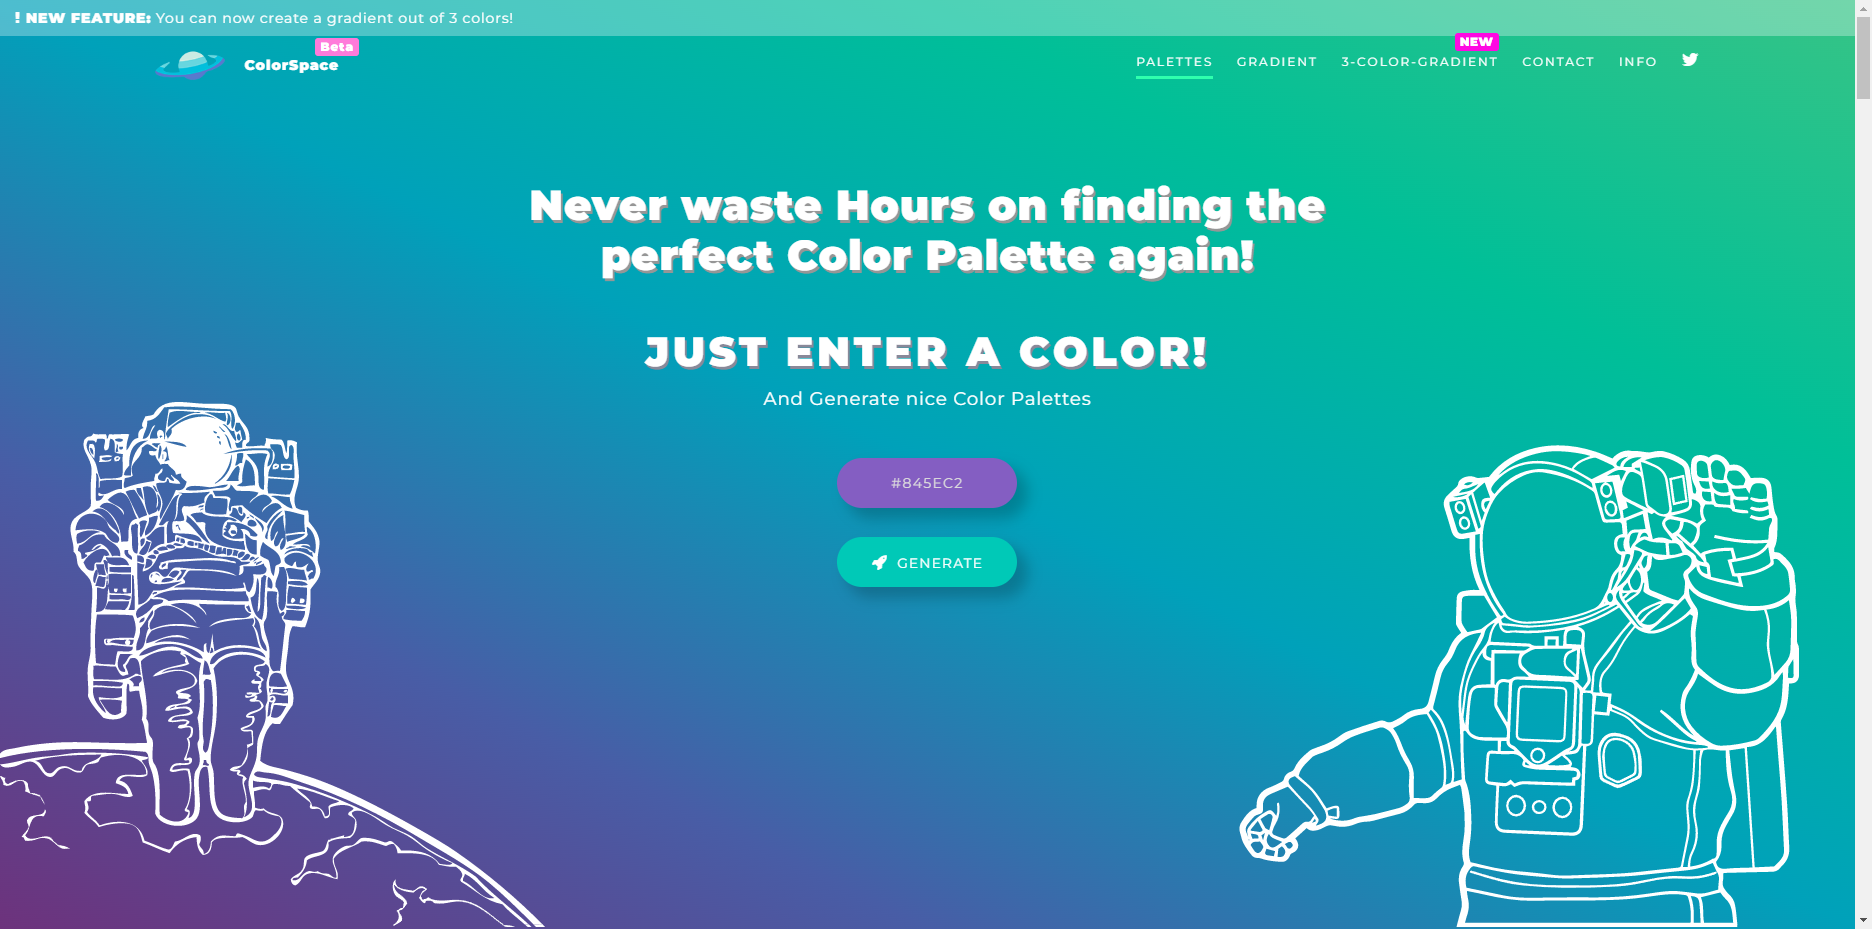 ! NEW FEATURE: You can now create a gradient out of 3 colors!
Beta
ColorSpace
NEW
PALETTES GRADIENT 3-COLOR-GRADIENT CONTACT INFO
Never waste Hours on finding the
perfect Color Palette again!
JUST ENTER A COLOR!
And Generate nice Color Palettes
#845EC2
GENERATE